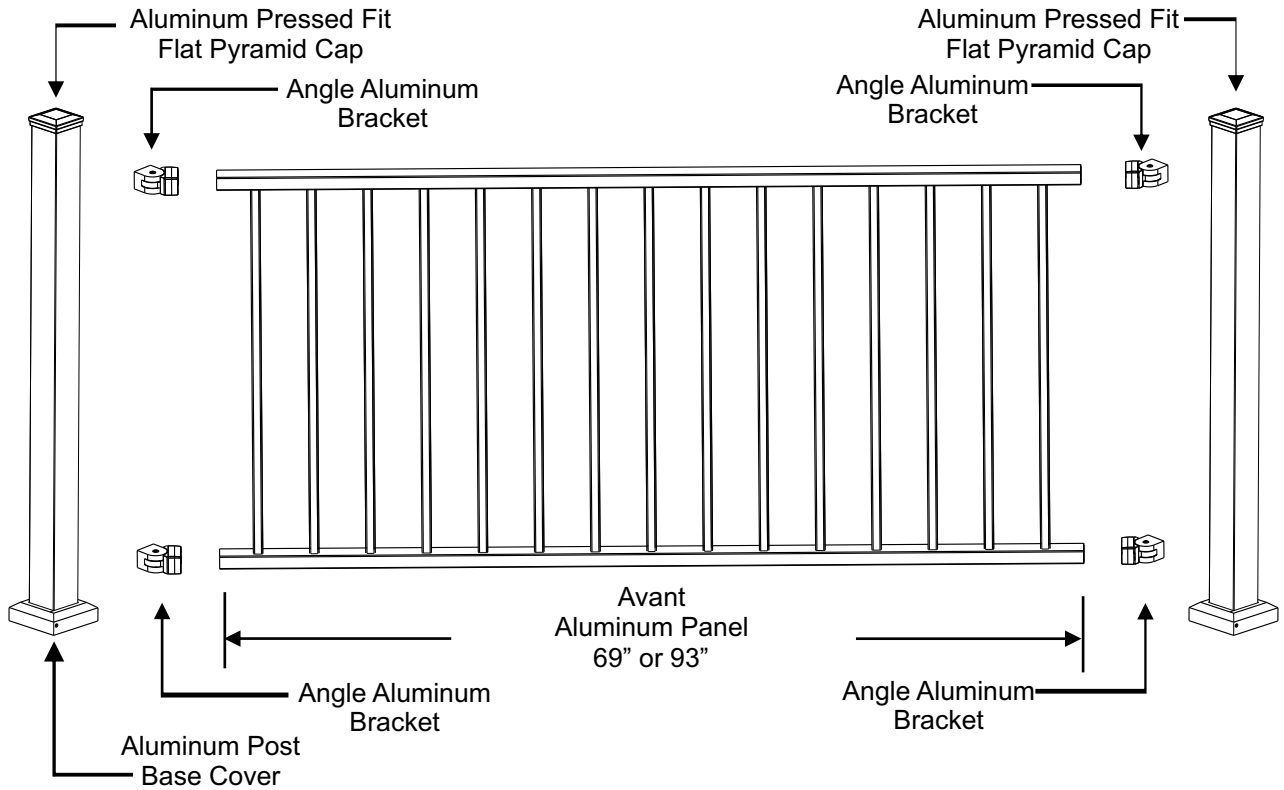 Aluminum Pressed Fit
Flat Pyramid Cap
Aluminum Pressed Fit
Flat Pyramid Cap
Angle Aluminum
Bracket
Angle Aluminum
Bracket
Avant
Aluminum Panel
69” or 93”
Angle Aluminum
Bracket
Angle Aluminum
Bracket
Aluminum Post
Base Cover